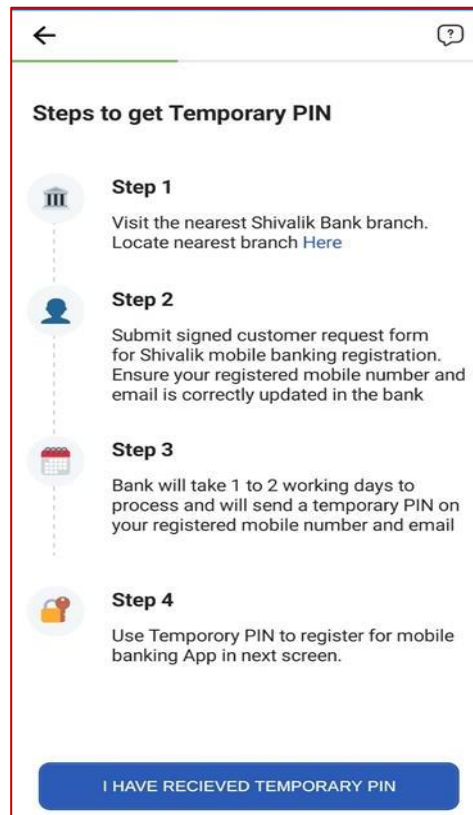 Steps to get Temporary PIN
Step 1
Visit the nearest Shivalik Bank branch.
Locate nearest branch Here
Step 2
Submit signed customer request form
for Shivalik mobile banking registration.
Ensure your registered mobile number and
email is correctly updated in the bank
Step 3
Bank will take 1 to 2 working days to
process and will send a temporary PIN on
your registered mobile number and email
Step 4
Use Temporory PIN to register for mobile
banking App in next screen.
I HAVE RECIEVED TEMPORARY PIN